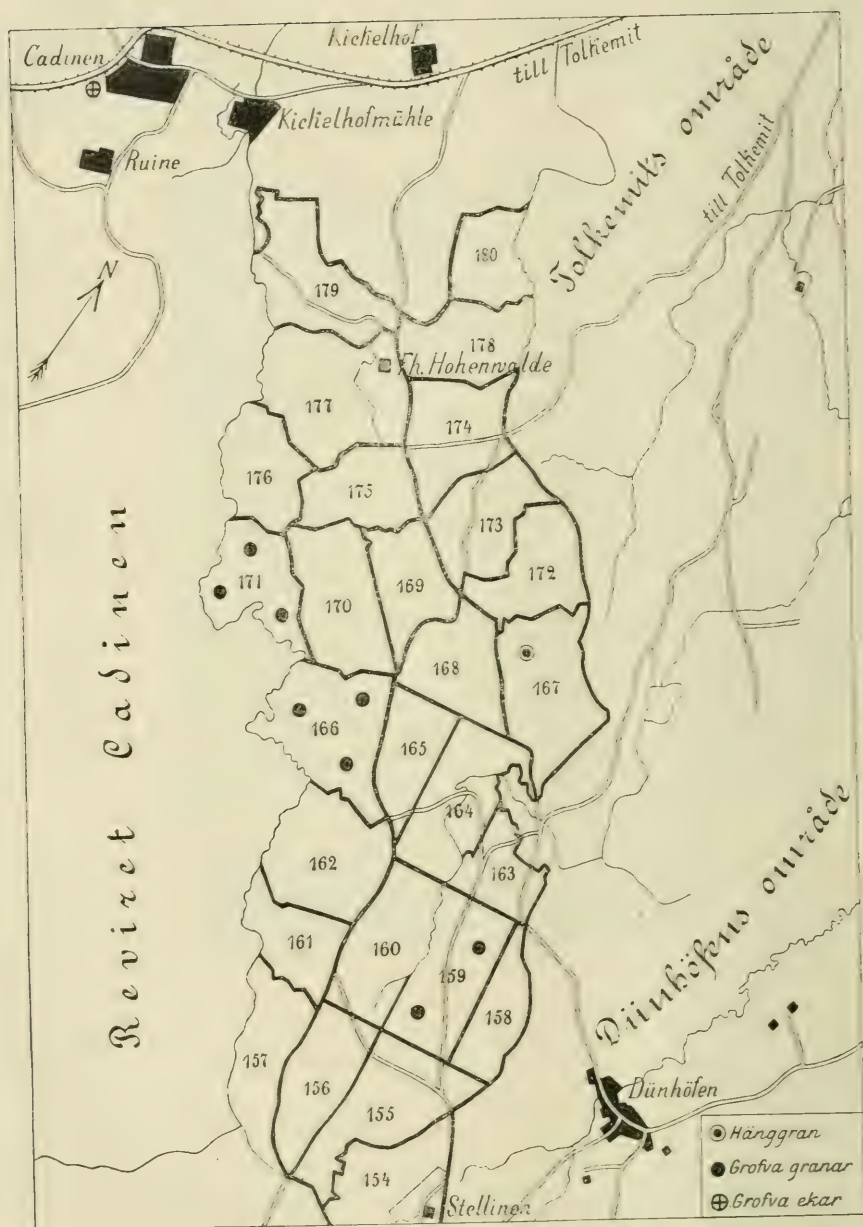 Cadinen
Kickelhof
till Tolkemit
Kickelhofmühle
Ruine
Tolkemits område
till Tolkemit
N
180
179
178
Fh. Hohenwalde
177
174
176
175
173
171
172
170
169
168
167
166
165
Reviret Cadinen
164
162
163
161
160
159
158
Dünhöfens område
157
156
155
Dünhöfen
154
Stellinen
Hänggran
Grofva granar
Grofva ekar